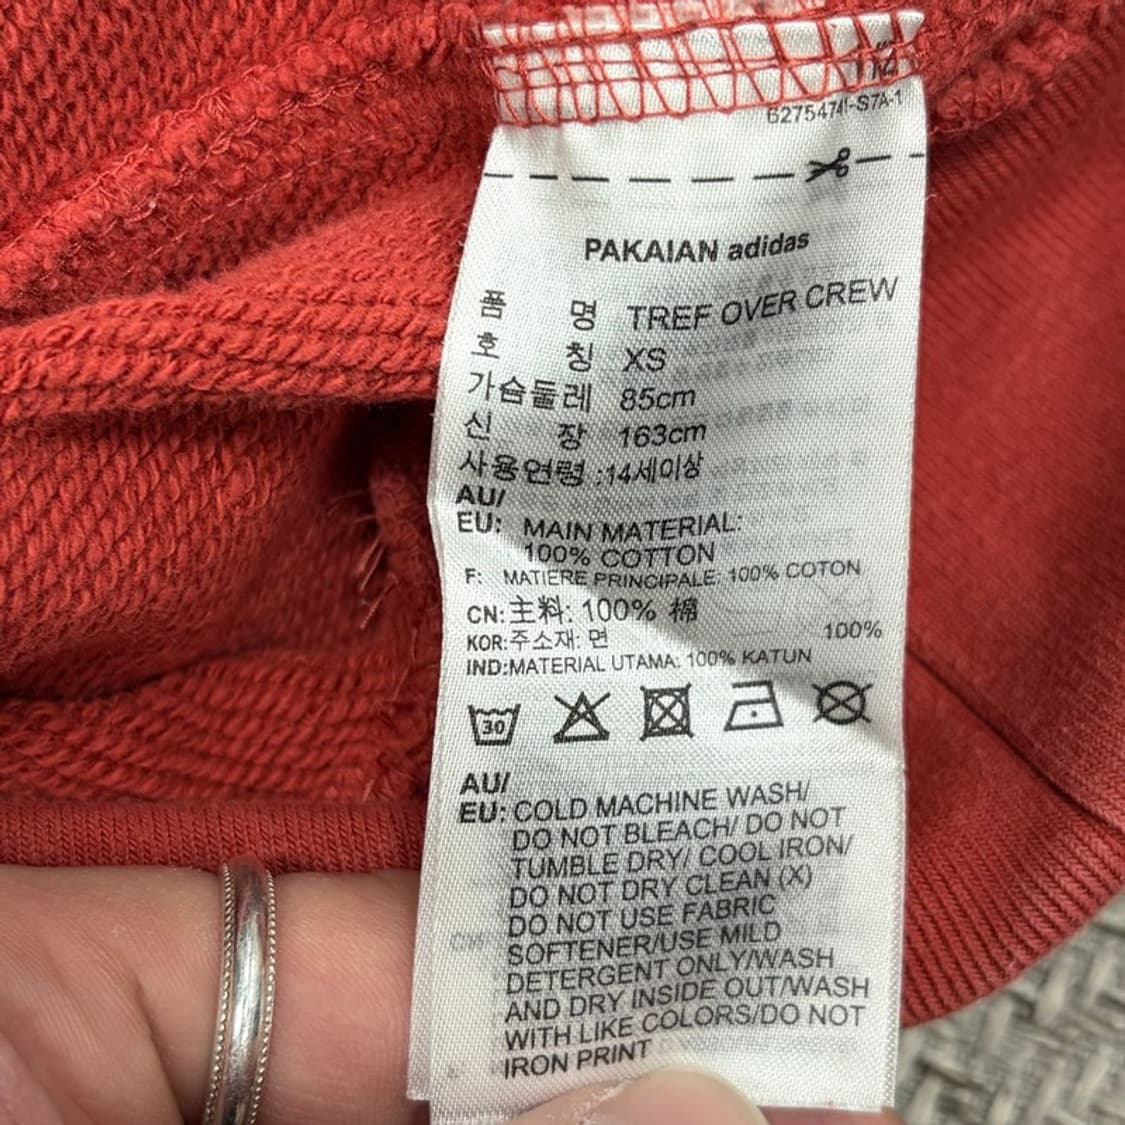 62754741-S7A-1
PAKAIAN adidas
품 명 TREF OVER CREW
호 칭 XS
가슴둘레 85cm
신 장 163cm
사용연령 :14세이상
AU/
EU: MAIN MATERIAL:
100% COTTON
F: MATIERE PRINCIPALE: 100% COTON
CN: 主料: 100% 棉
KOR:주소재: 면 100%
IND:MATERIAL UTAMA: 100% KATUN
30
AU/
EU: COLD MACHINE WASH/
DO NOT BLEACH/ DO NOT
TUMBLE DRY/ COOL IRON/
DO NOT DRY CLEAN (X)
DO NOT USE FABRIC
SOFTENER/USE MILD
DETERGENT ONLY/WASH
AND DRY INSIDE OUT/WASH
WITH LIKE COLORS/DO NOT
IRON PRINT